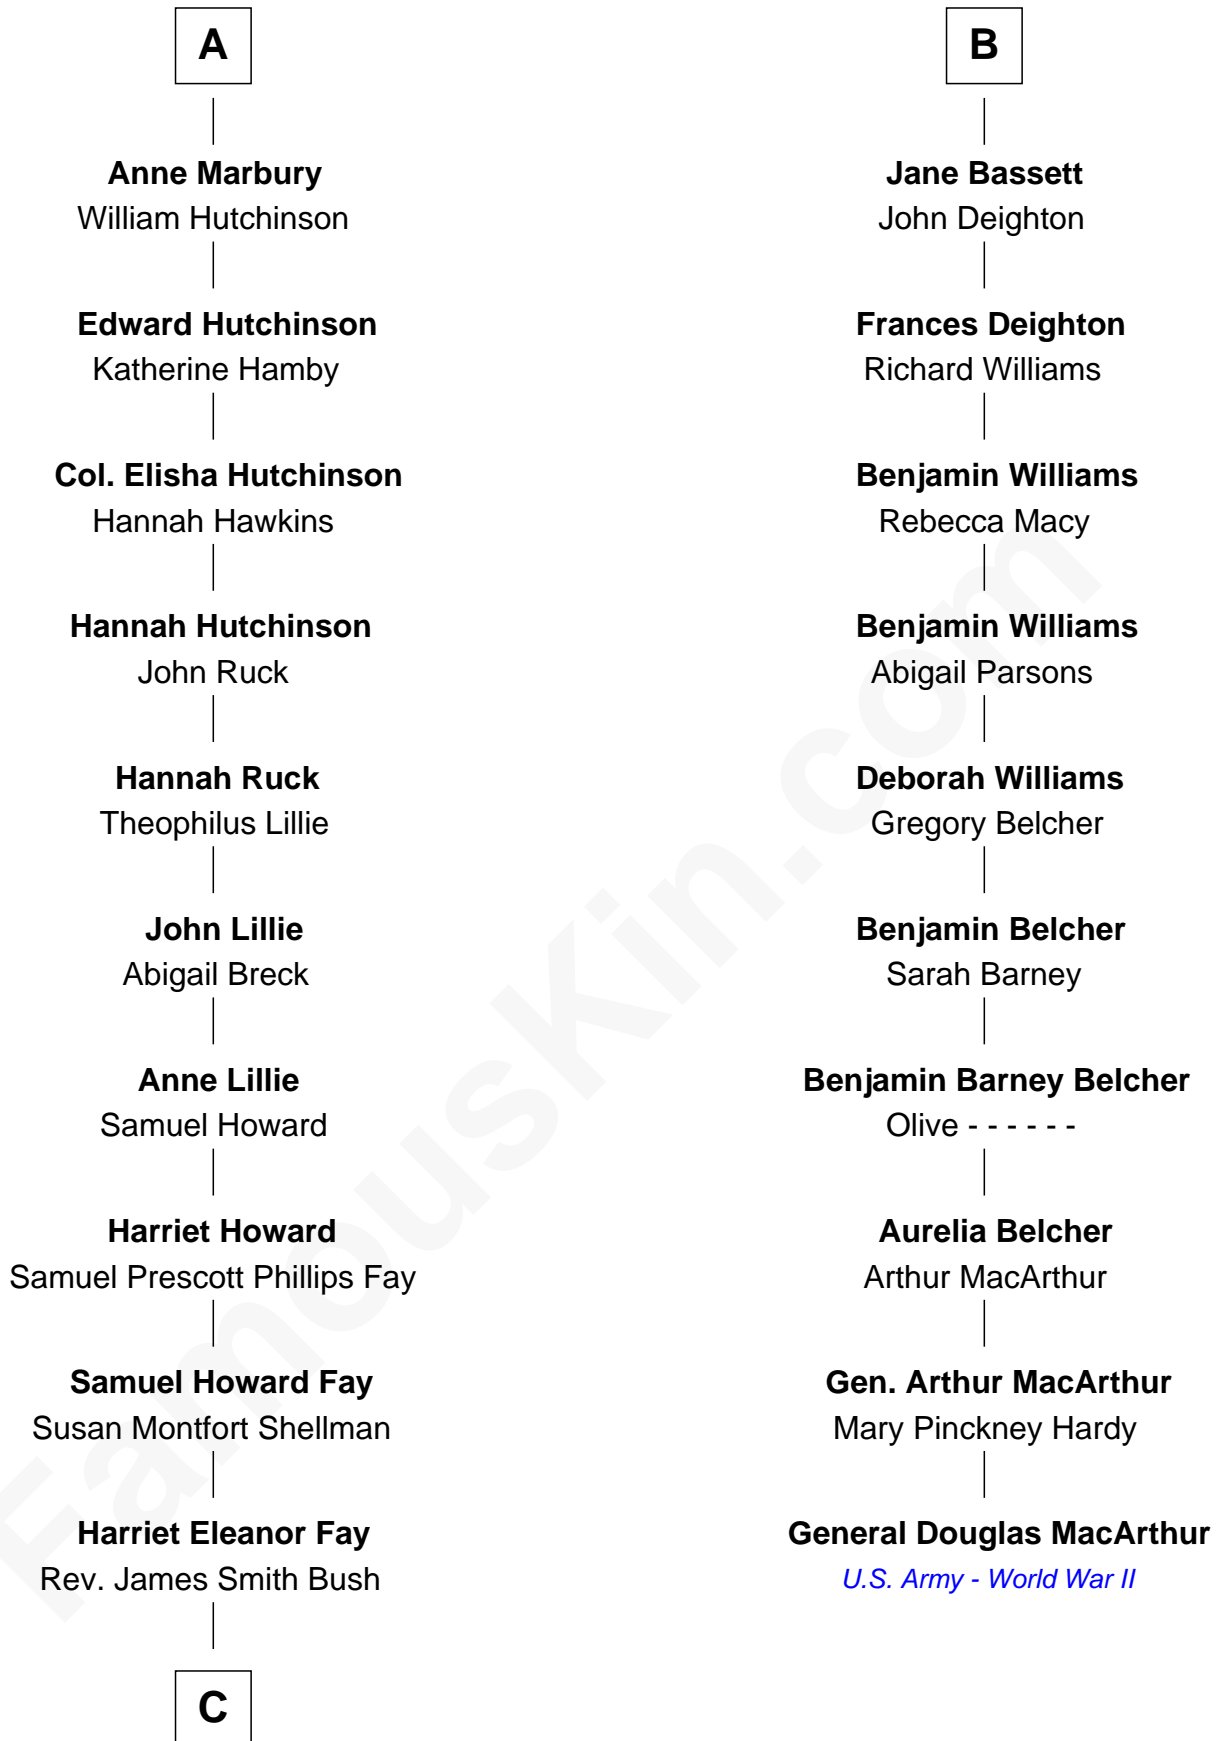 A
Anne Marbury
William Hutchinson
Edward Hutchinson
Katherine Hamby
Col. Elisha Hutchinson
Hannah Hawkins
Hannah Hutchinson
John Ruck
Hannah Ruck
Theophilus Lillie
John Lillie
Abigail Breck
Anne Lillie
Samuel Howard
Harriet Howard
Samuel Prescott Phillips Fay
Samuel Howard Fay
Susan Montfort Shellman
Harriet Eleanor Fay
Rev. James Smith Bush
C
B
Jane Bassett
John Deighton
Frances Deighton
Richard Williams
Benjamin Williams
Rebecca Macy
Benjamin Williams
Abigail Parsons
Deborah Williams
Gregory Belcher
Benjamin Belcher
Sarah Barney
Benjamin Barney Belcher
Olive - - - - - -
Aurelia Belcher
Arthur MacArthur
Gen. Arthur MacArthur
Mary Pinckney Hardy
General Douglas MacArthur
U.S. Army - World War II
FamousKin.com